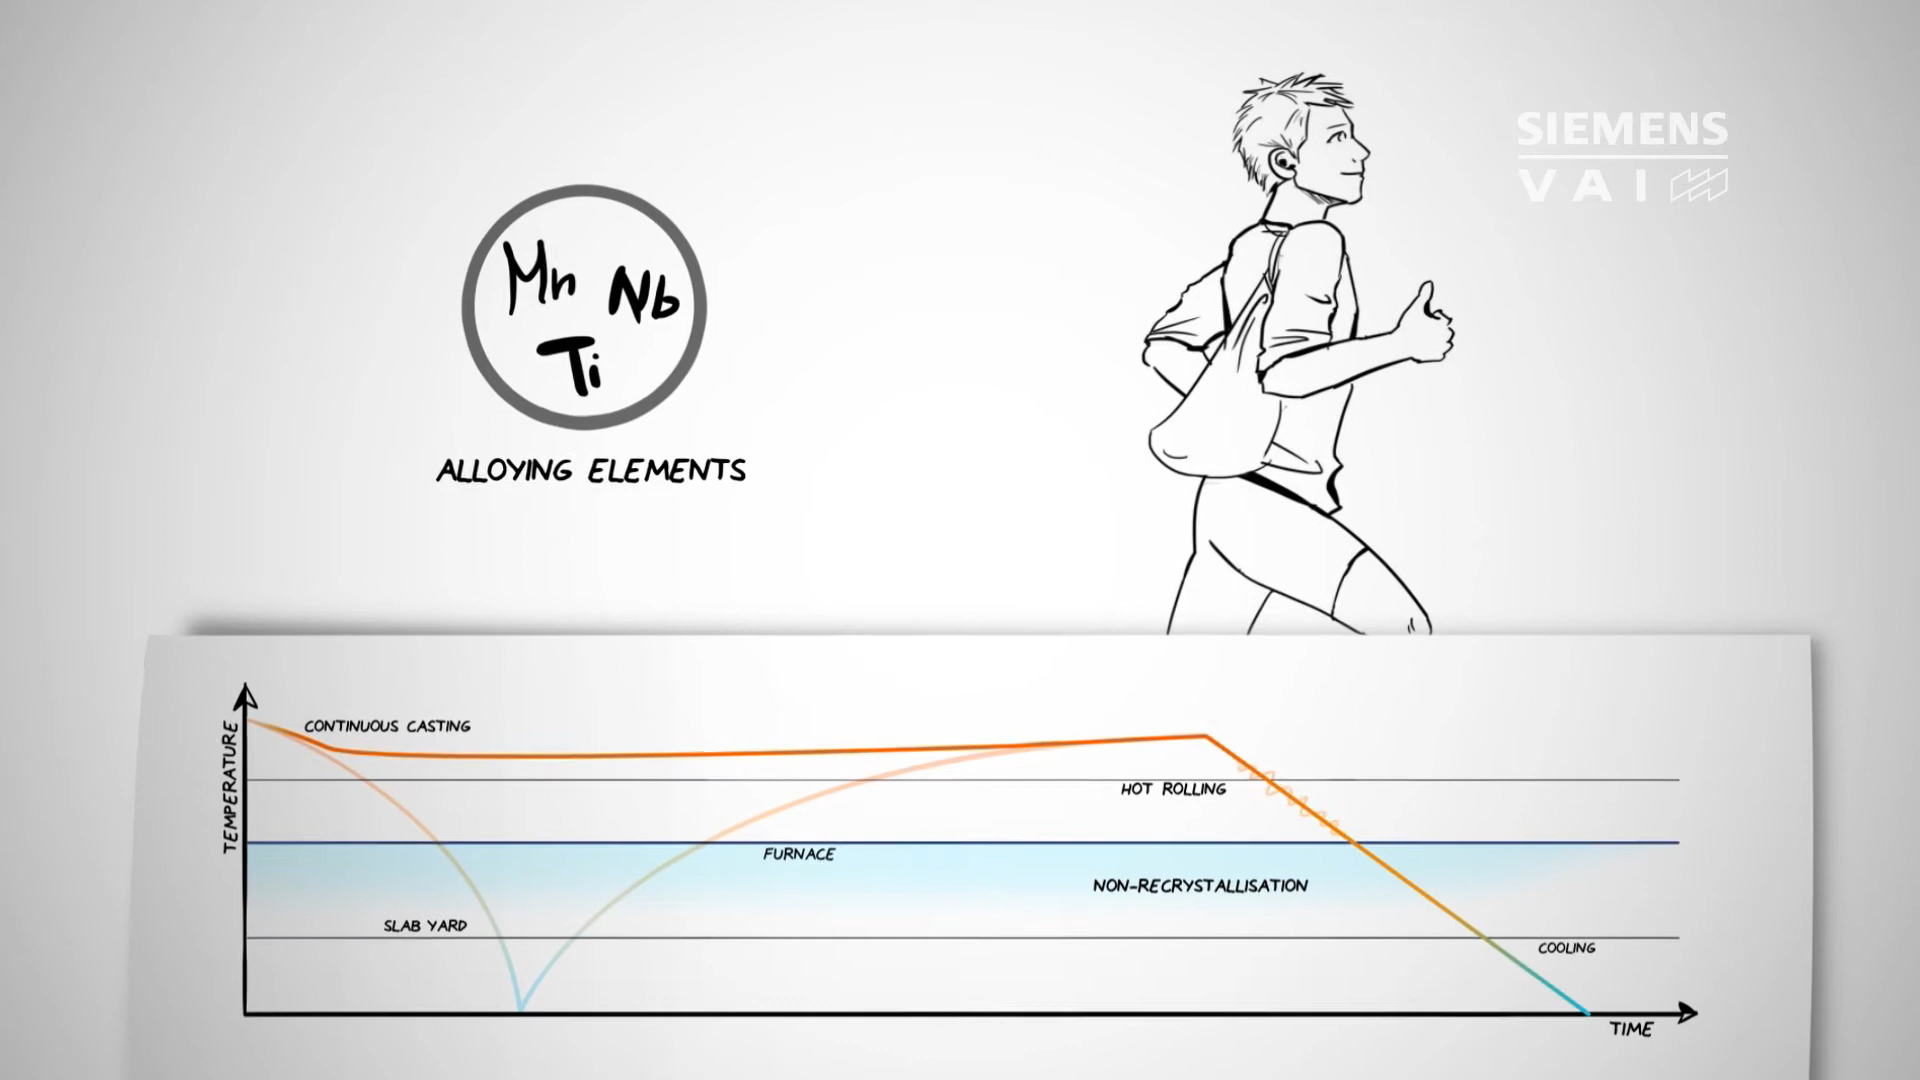 SIEMENS
VAI
Mn Nb
Ti
ALLOYING ELEMENTS
TEMPERATURE
CONTINUOUS CASTING
HOT ROLLING
FURNACE
NON-RECRYSTALLISATION
SLAB YARD
COOLING
TIME